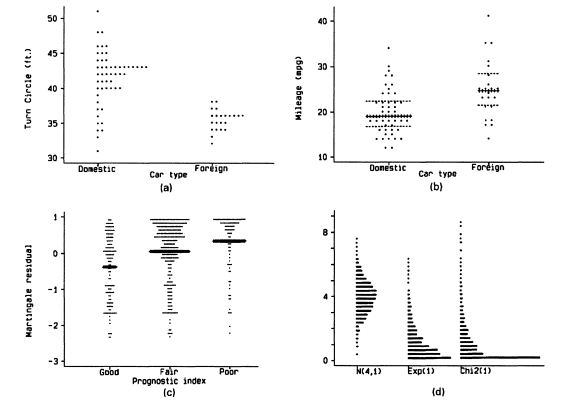 50
45
40
35
30
Turn Circle (ft.)
Domestic
Foreign
Car type
(a)
40
30
20
10
Mileage (mpg)
Domestic
Foreign
Car type
(b)
1
0
-1
-2
-3
Martingale residual
Good
Fair
Poor
Prognostic index
(c)
8
4
0
N(4,1)
Exp(1)
Chi2(1)
(d)